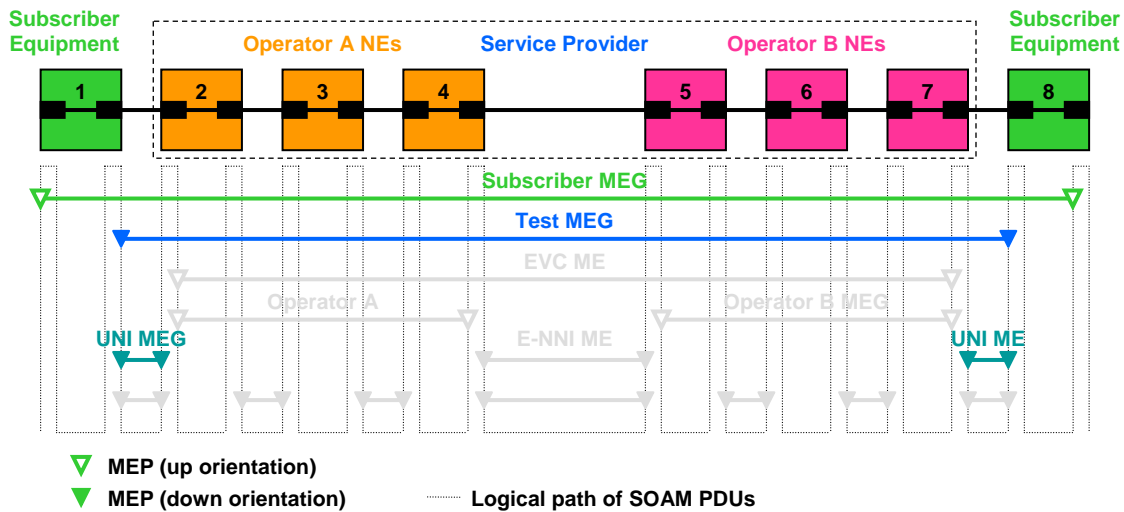 Subscriber
Equipment
Operator A NEs
Service Provider
Operator B NEs
Subscriber
Equipment
1
2
3
4
5
6
7
8
Subscriber MEG
Test MEG
EVC ME
Operator A
Operator B MEG
UNI MEG
E-NNI ME
UNI ME
MEP (up orientation)
MEP (down orientation)
Logical path of SOAM PDUs